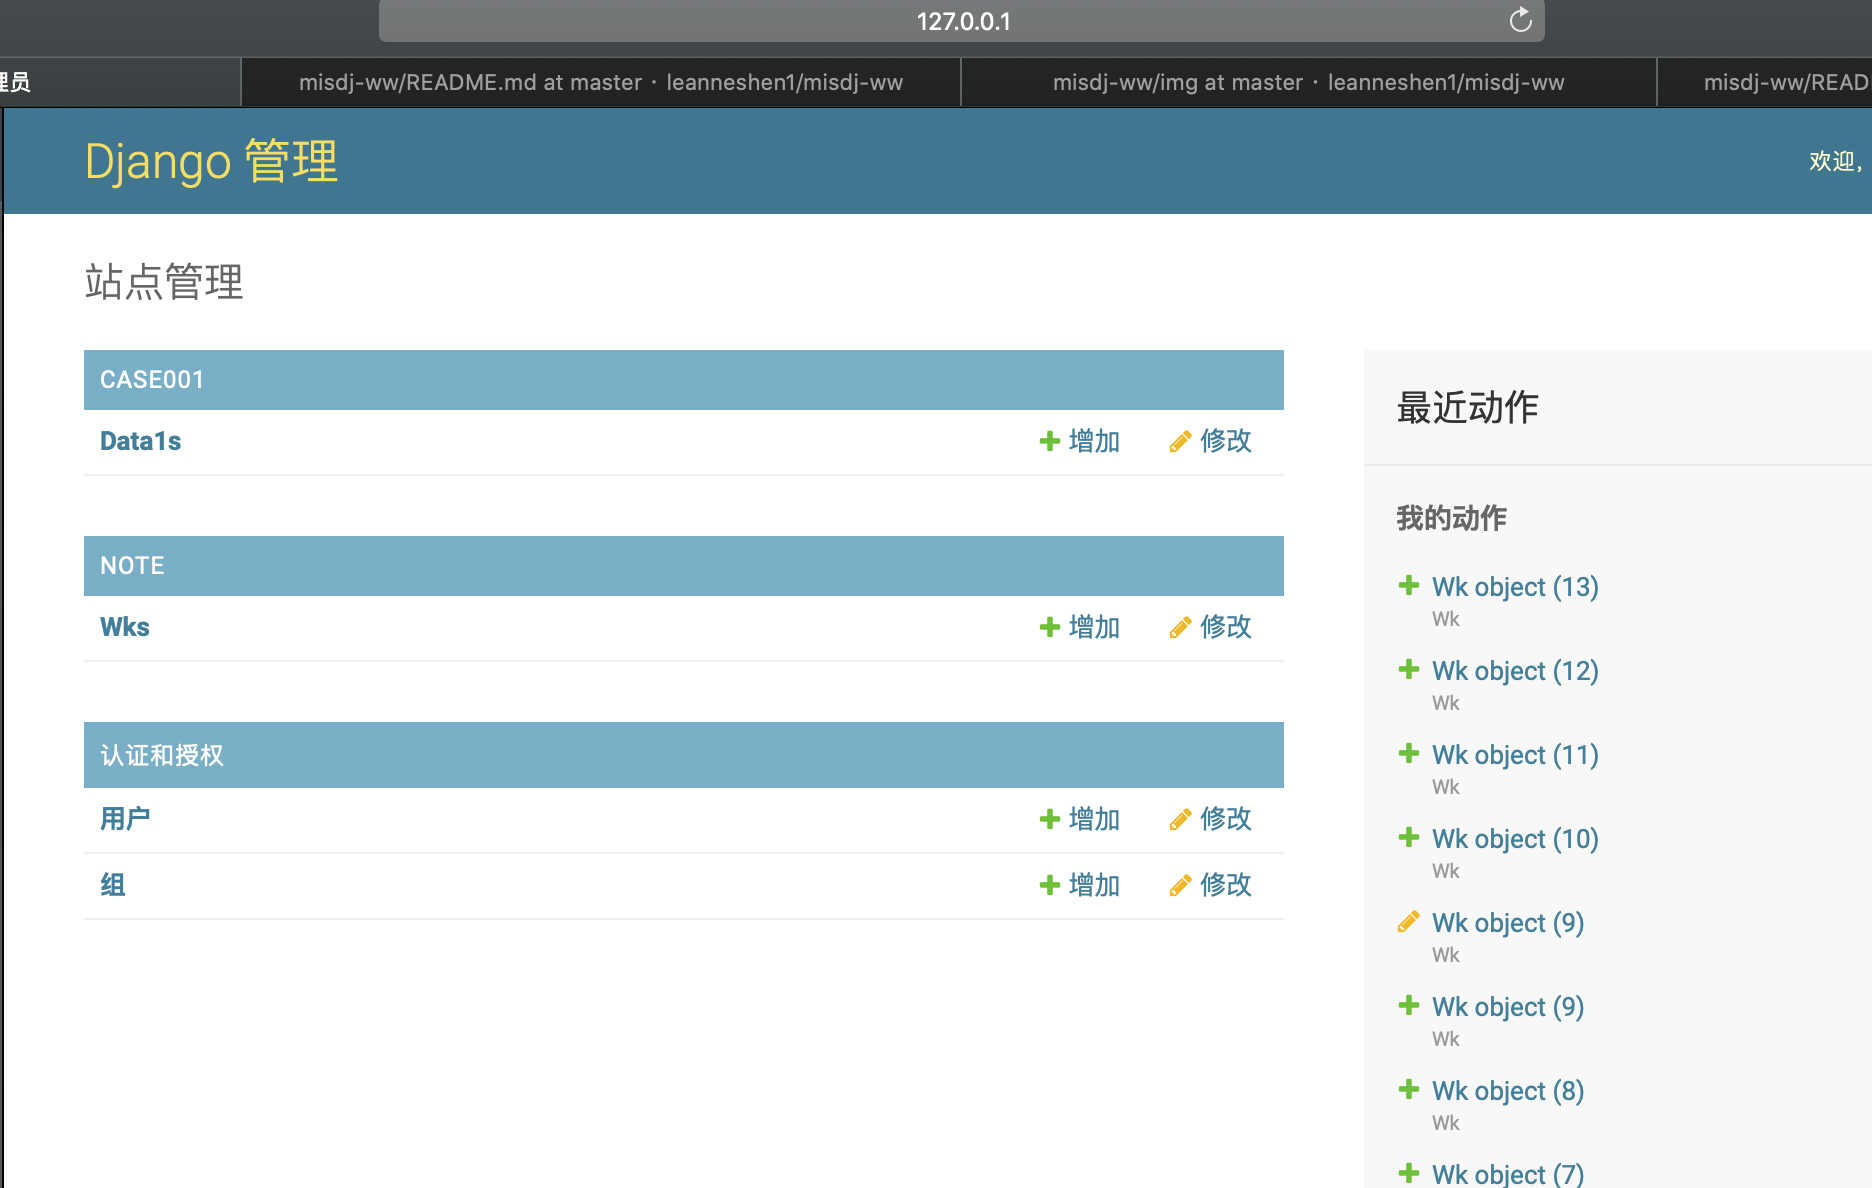 127.0.0.1
理员
misdj-ww/README.md at master · leanneshen1/misdj-ww
misdj-ww/img at master · leanneshen1/misdj-ww
misdj-ww/READ
Django 管理
欢迎,
站点管理
CASE001
Data1s 增加 修改
NOTE
Wks 增加 修改
认证和授权
用户 增加 修改
组 增加 修改
最近动作
我的动作
Wk object (13)
Wk
Wk object (12)
Wk
Wk object (11)
Wk
Wk object (10)
Wk
Wk object (9)
Wk
Wk object (9)
Wk
Wk object (8)
Wk
Wk object (7)